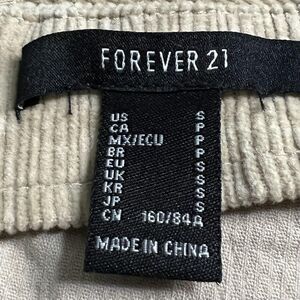 FOREVER 21
US S
CA P
MX/ECU P
BR P
EU S
UK S
KR S
JP S
CN 160/84A
MADE IN CHINA